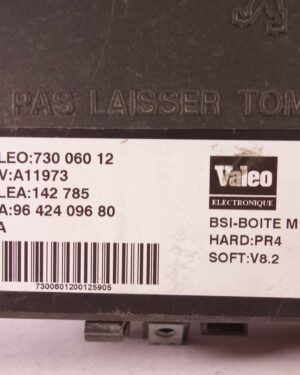 PAS LAISSER TOM
LEO:730 060 12
V:A11973
LEA:142 785
A:96 424 096 80
A
Valeo
ELECTRONIQUE
BSI-BOITE M
HARD:PR4
SOFT:V8.2
7300601200125905